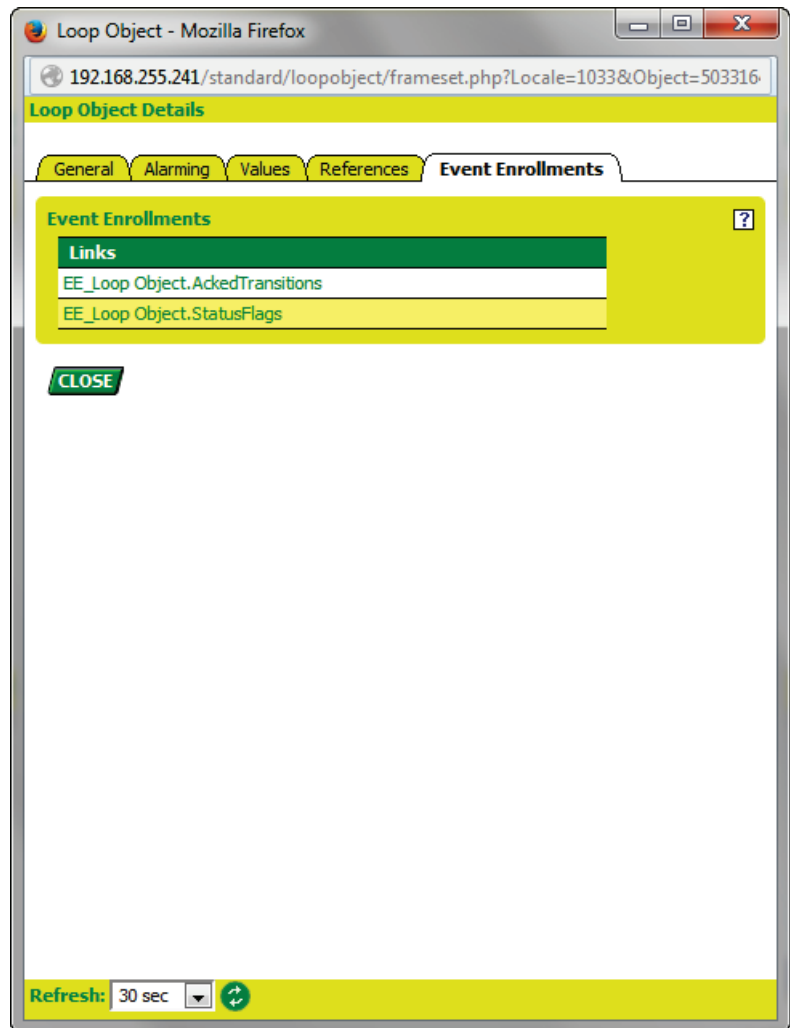 Loop Object - Mozilla Firefox
192.168.255.241/standard/loopobject/frameset.php?Locale=1033&Object=503316
Loop Object Details
General Alarming Values References Event Enrollments
Event Enrollments ?
Links
EE_Loop Object.AckedTransitions
EE_Loop Object.StatusFlags
CLOSE
Refresh: 30 sec